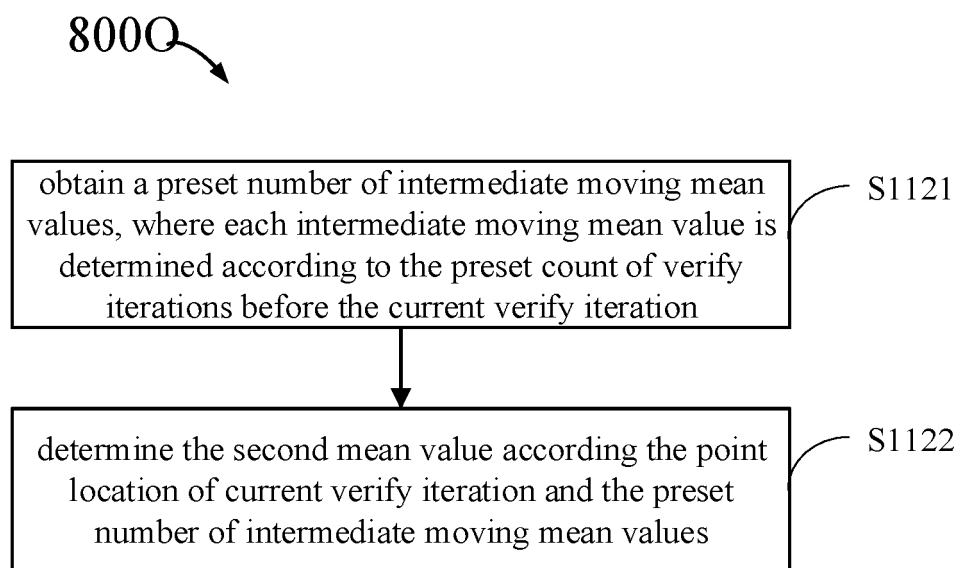 800O
obtain a preset number of intermediate moving mean
values, where each intermediate moving mean value is
determined according to the preset count of verify
iterations before the current verify iteration
S1121
determine the second mean value according the point
location of current verify iteration and the preset
number of intermediate moving mean values
S1122